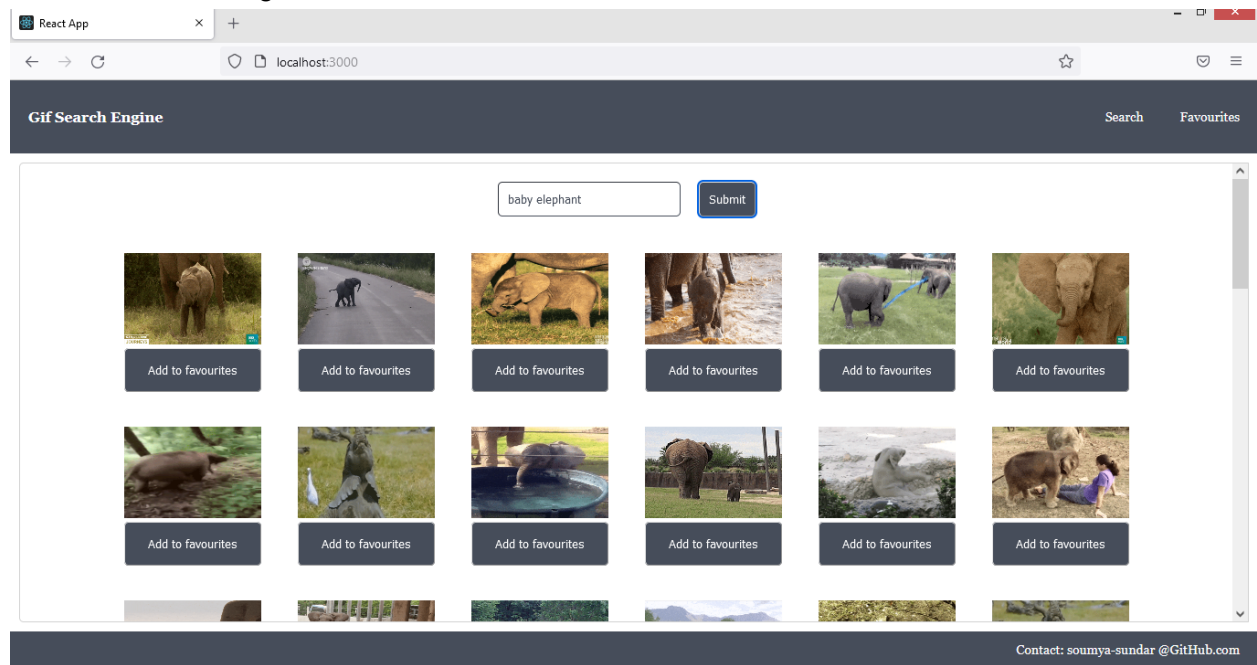 React App
localhost:3000
Gif Search Engine
Search
Favourites
baby elephant
Submit
Add to favourites
Add to favourites
Add to favourites
Add to favourites
Add to favourites
Add to favourites
Add to favourites
Add to favourites
Add to favourites
Add to favourites
Add to favourites
Add to favourites
Contact: soumya-sundar @GitHub.com